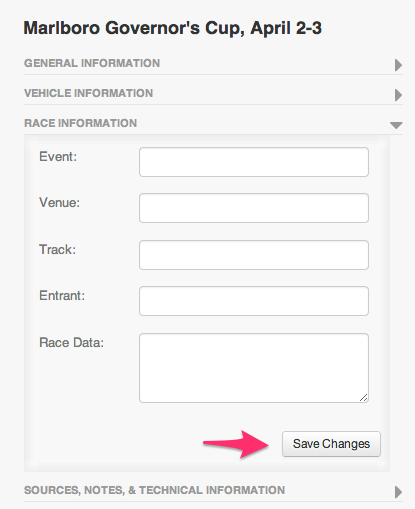 Marlboro Governor's Cup, April 2-3
GENERAL INFORMATION
VEHICLE INFORMATION
RACE INFORMATION
Event:
Venue:
Track:
Entrant:
Race Data:
Save Changes
SOURCES, NOTES, & TECHNICAL INFORMATION